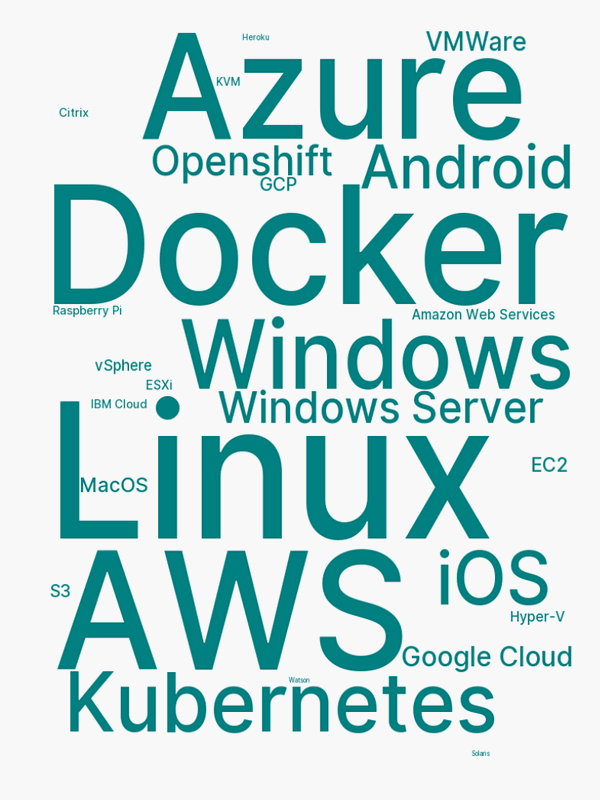 Heroku
VMWare
Azure
KVM
Citrix
Openshift
Android
GCP
Docker
Raspberry Pi
Amazon Web Services
Windows
vSphere
ESXi
IBM Cloud
Windows Server
Linux
EC2
MacOS
AWS
iOS
S3
Hyper-V
Google Cloud
Kubernetes
Watson
Solaris